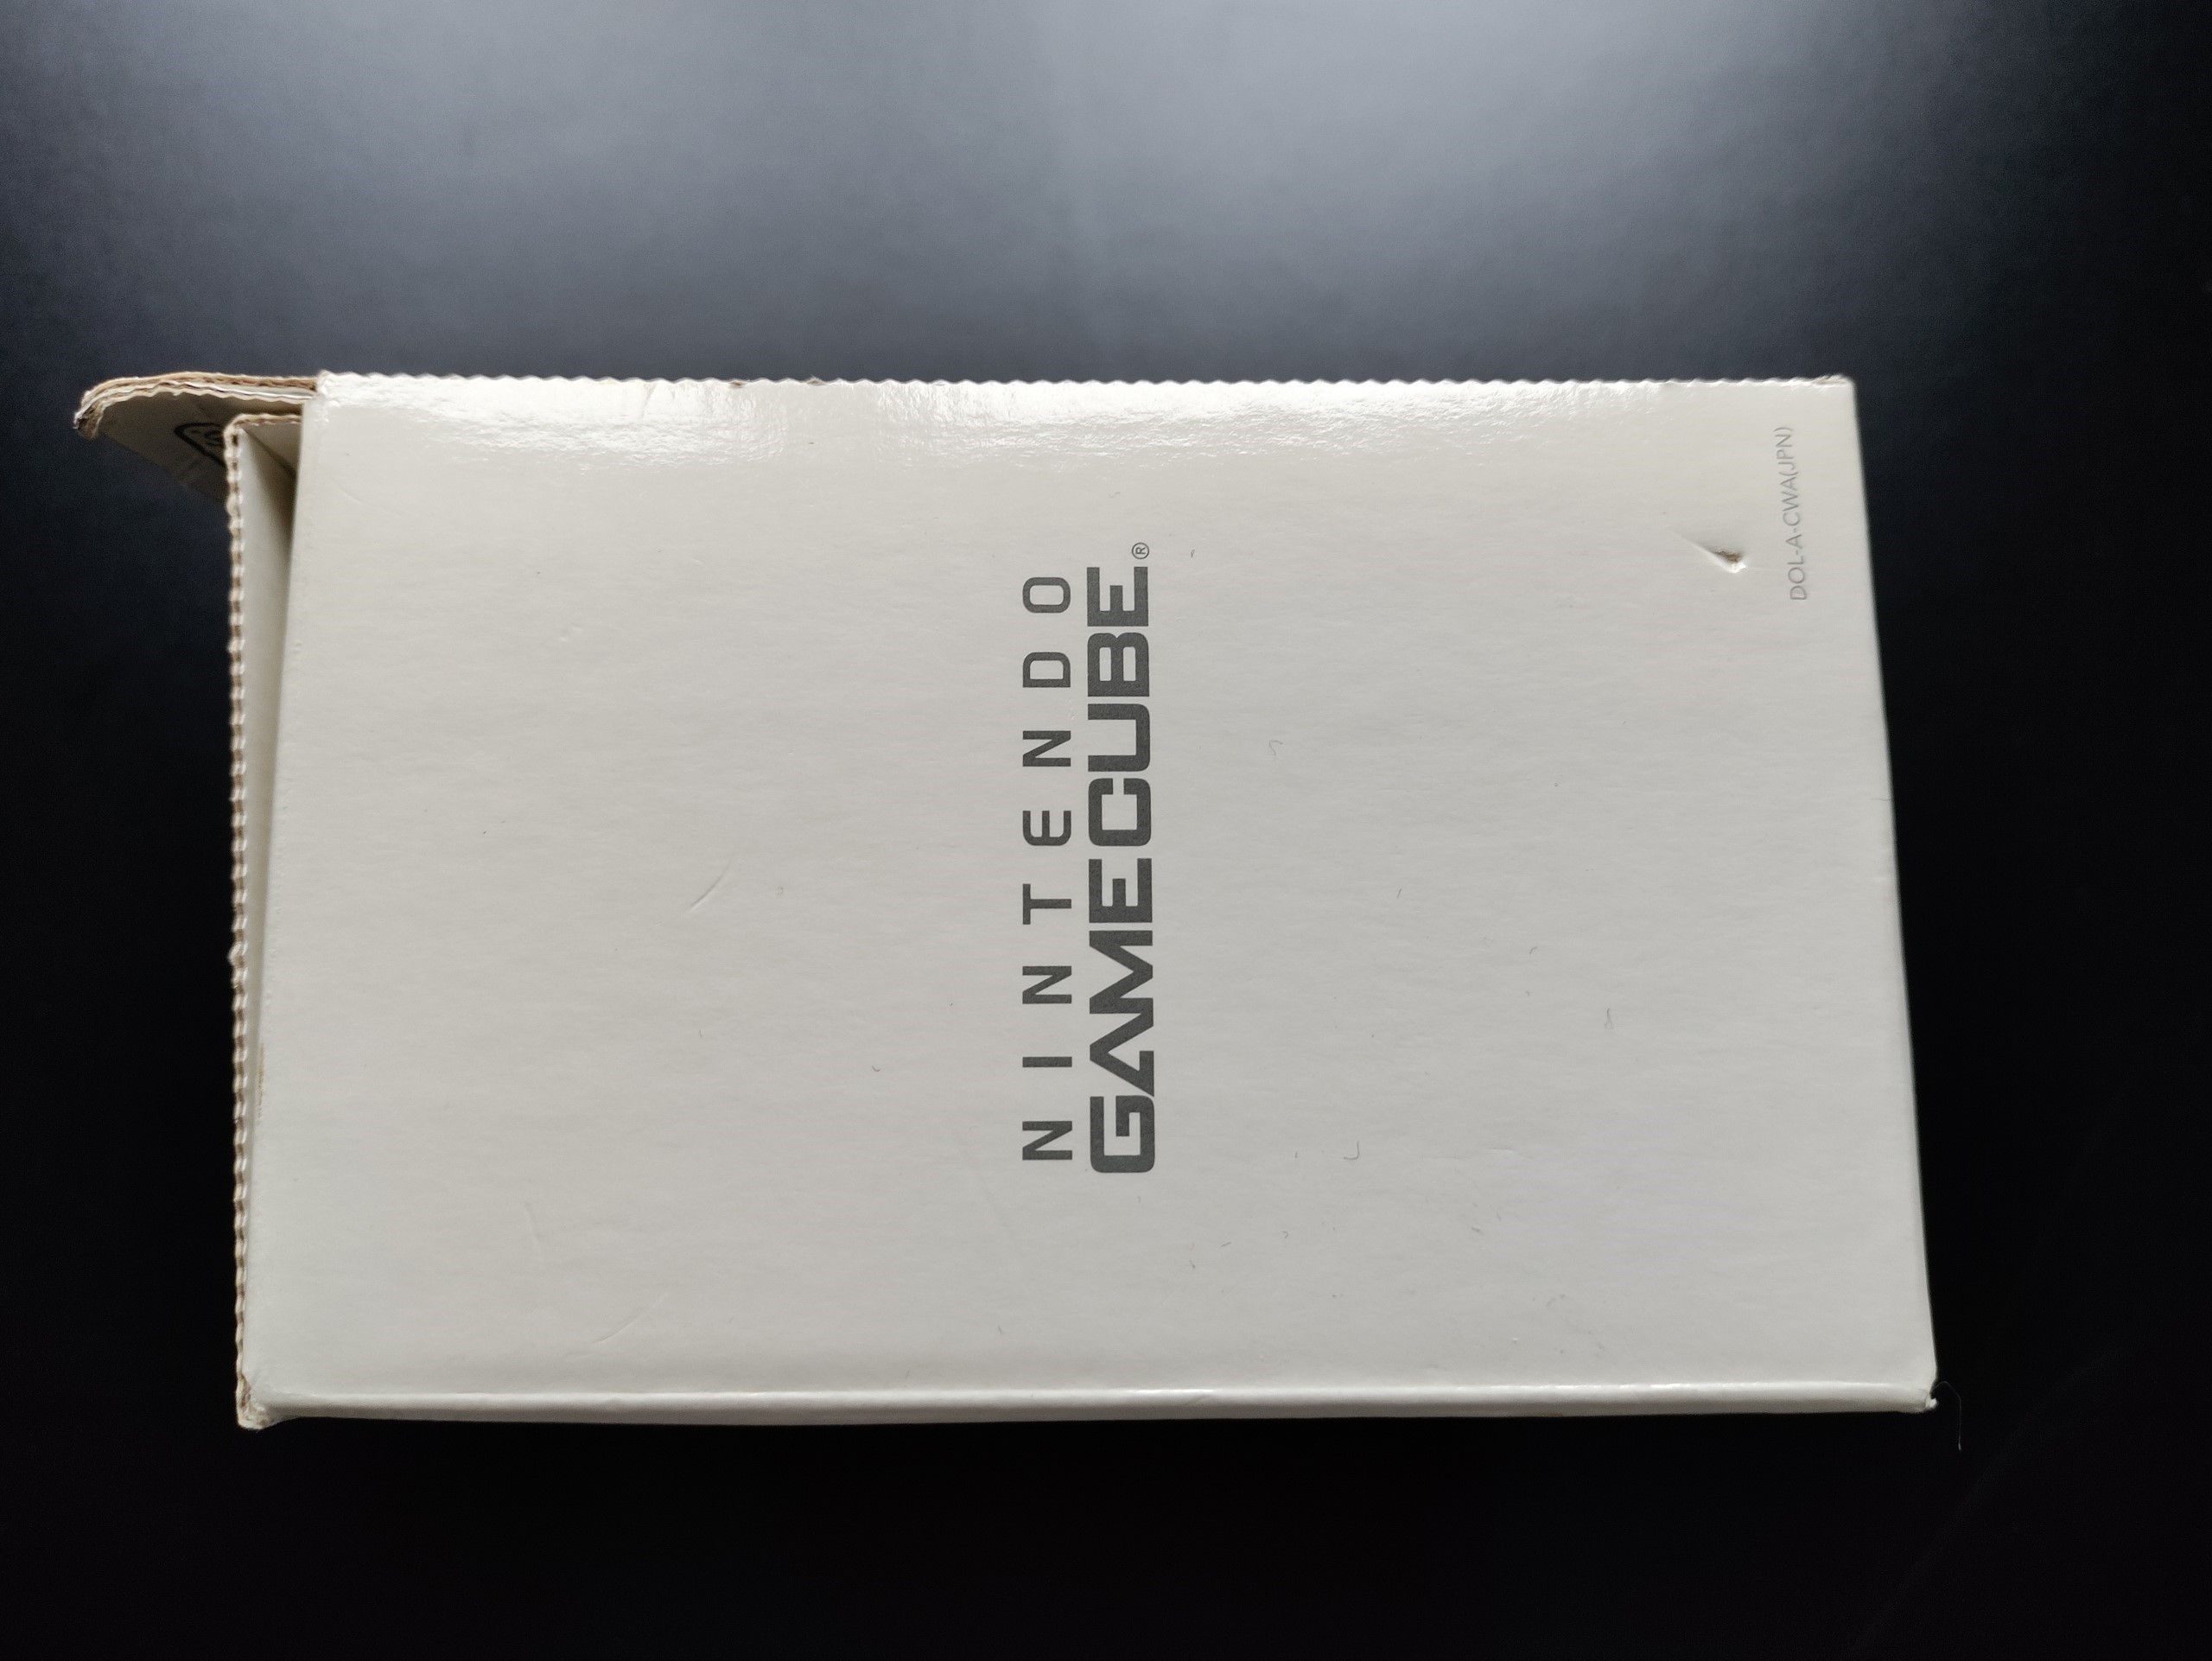 NINTENDO
GAMECUBE®
DOL-A-CWA(JPN)